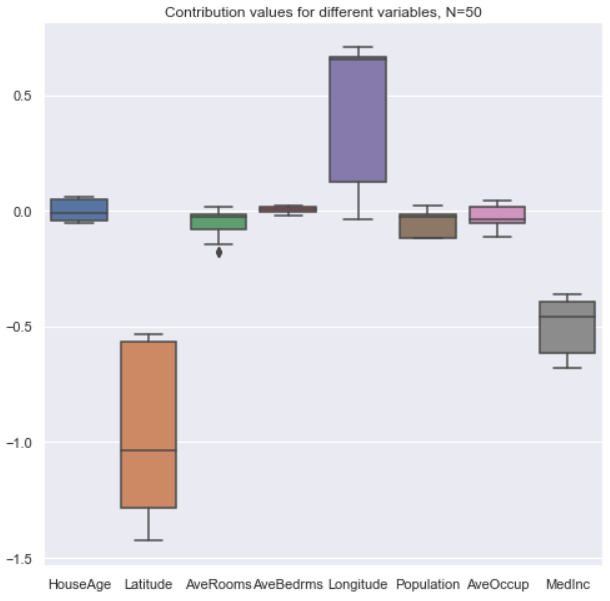 Contribution values for different variables, N=50
0.5
0.0
−0.5
−1.0
−1.5
HouseAge Latitude AveRooms AveBedrms Longitude Population AveOccup MedInc